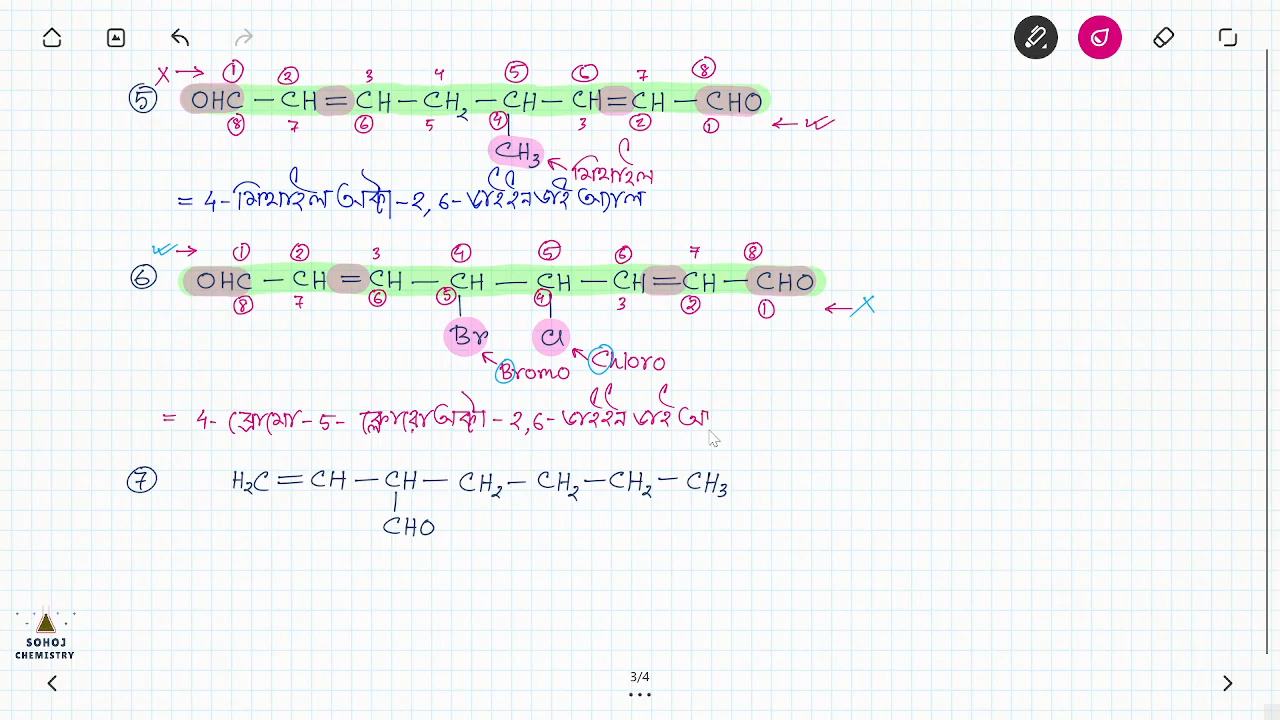 X → ① ② 3 4 ⑤ ⑥ 7 ⑧
⑤ OHC – CH = CH – CH₂ – CH – CH = CH – CHO
⑧ 7 ⑥ 5 ④ 3 ② ① ← ✓
CH₃ ← মিথাইল
= 4-মিথাইল অক্টা-2,6-ডাইইন ডাই অ্যাল
✓ → ① ② 3 ④ ⑤ ⑥ 7 ⑧
⑥ OHC – CH = CH – CH – CH – CH = CH – CHO
⑧ 7 ⑥ ⑤ ④ 3 ② ① ← X
Br Cl
Bromo Chloro
= 4- ব্রোমো-5- ক্লোরো অক্টা-2,6-ডাইইন ডাই অ
⑦ H₂C = CH – CH – CH₂ – CH₂ – CH₂ – CH₃
CHO
SOHOJ
CHEMISTRY
3/4